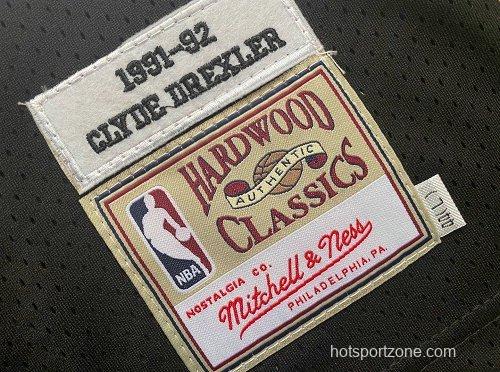 1991-92
CLYDE DREXLER
HARDWOOD
AUTHENTIC
CLASSICS
NBA
NOSTALGIA CO.
Mitchell & Ness
PHILADELPHIA, PA.
hotsportzone.com